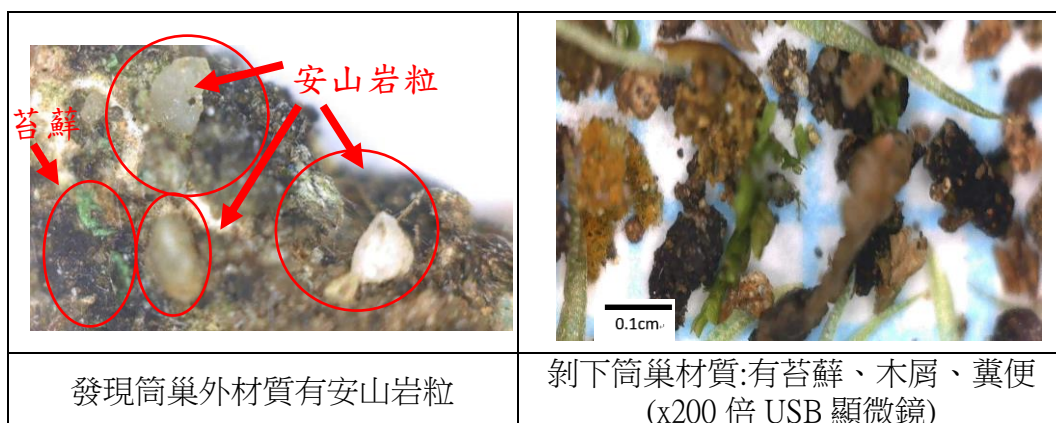 安山岩粒
苔蘚
0.1cm
發現筒巢外材質有安山岩粒
剝下筒巢材質:有苔蘚、木屑、糞便
(x200 倍 USB 顯微鏡)